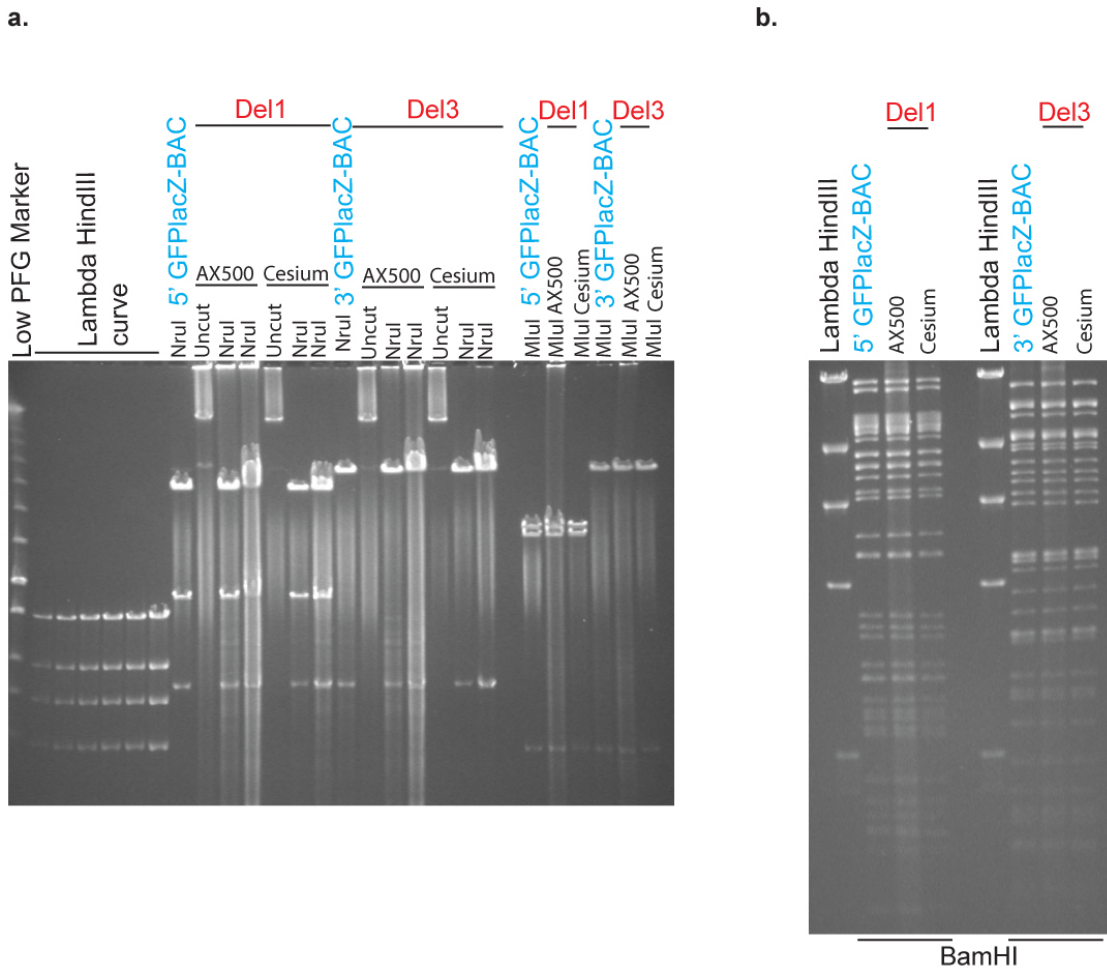 a.
Del1
Del3
Del1
Del3
Low PFG Marker
Lambda HindIII
curve
5' GFPlacZ-BAC
3' GFPlacZ-BAC
5' GFPlacZ-BAC
3' GFPlacZ-BAC
AX500
Cesium
AX500
Cesium
NruI
Uncut
NruI
NruI
Uncut
NruI
NruI
NruI
Uncut
NruI
NruI
Uncut
NruI
NruI
MluI
MluI AX500
MluI Cesium
MluI
MluI AX500
MluI Cesium
b.
Del1
Del3
Lambda HindIII
5' GFPlacZ-BAC
AX500
Cesium
Lambda HindIII
3' GFPlacZ-BAC
AX500
Cesium
BamHI